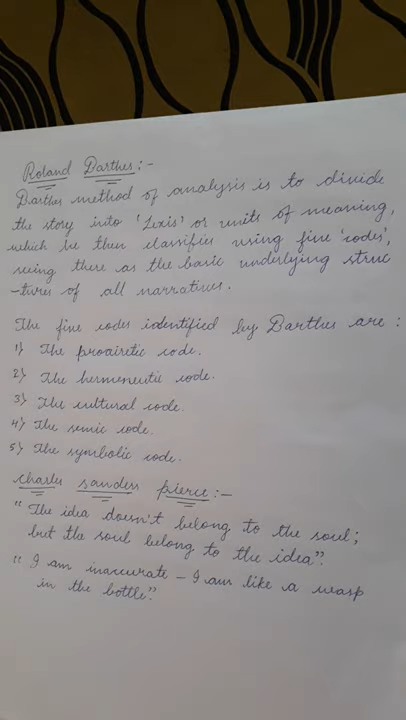 Roland Barthes:-
Barthes method of analysis is to divide
the story into 'Lexis' or units of meaning,
which he then classifies using five 'codes',
seeing there as the basic underlying struc
-tures of all narratives.
The five codes identified by Barthes are :
1) The proairetic code.
2) The hermeneutic code.
3) The cultural code.
4) The semic code.
5) The symbolic code.
Charles sanders pierce:-
"The idea doesn't belong to the soul;
but the soul belong to the idea".
"I am inaccurate - I am like a wasp
in the bottle".